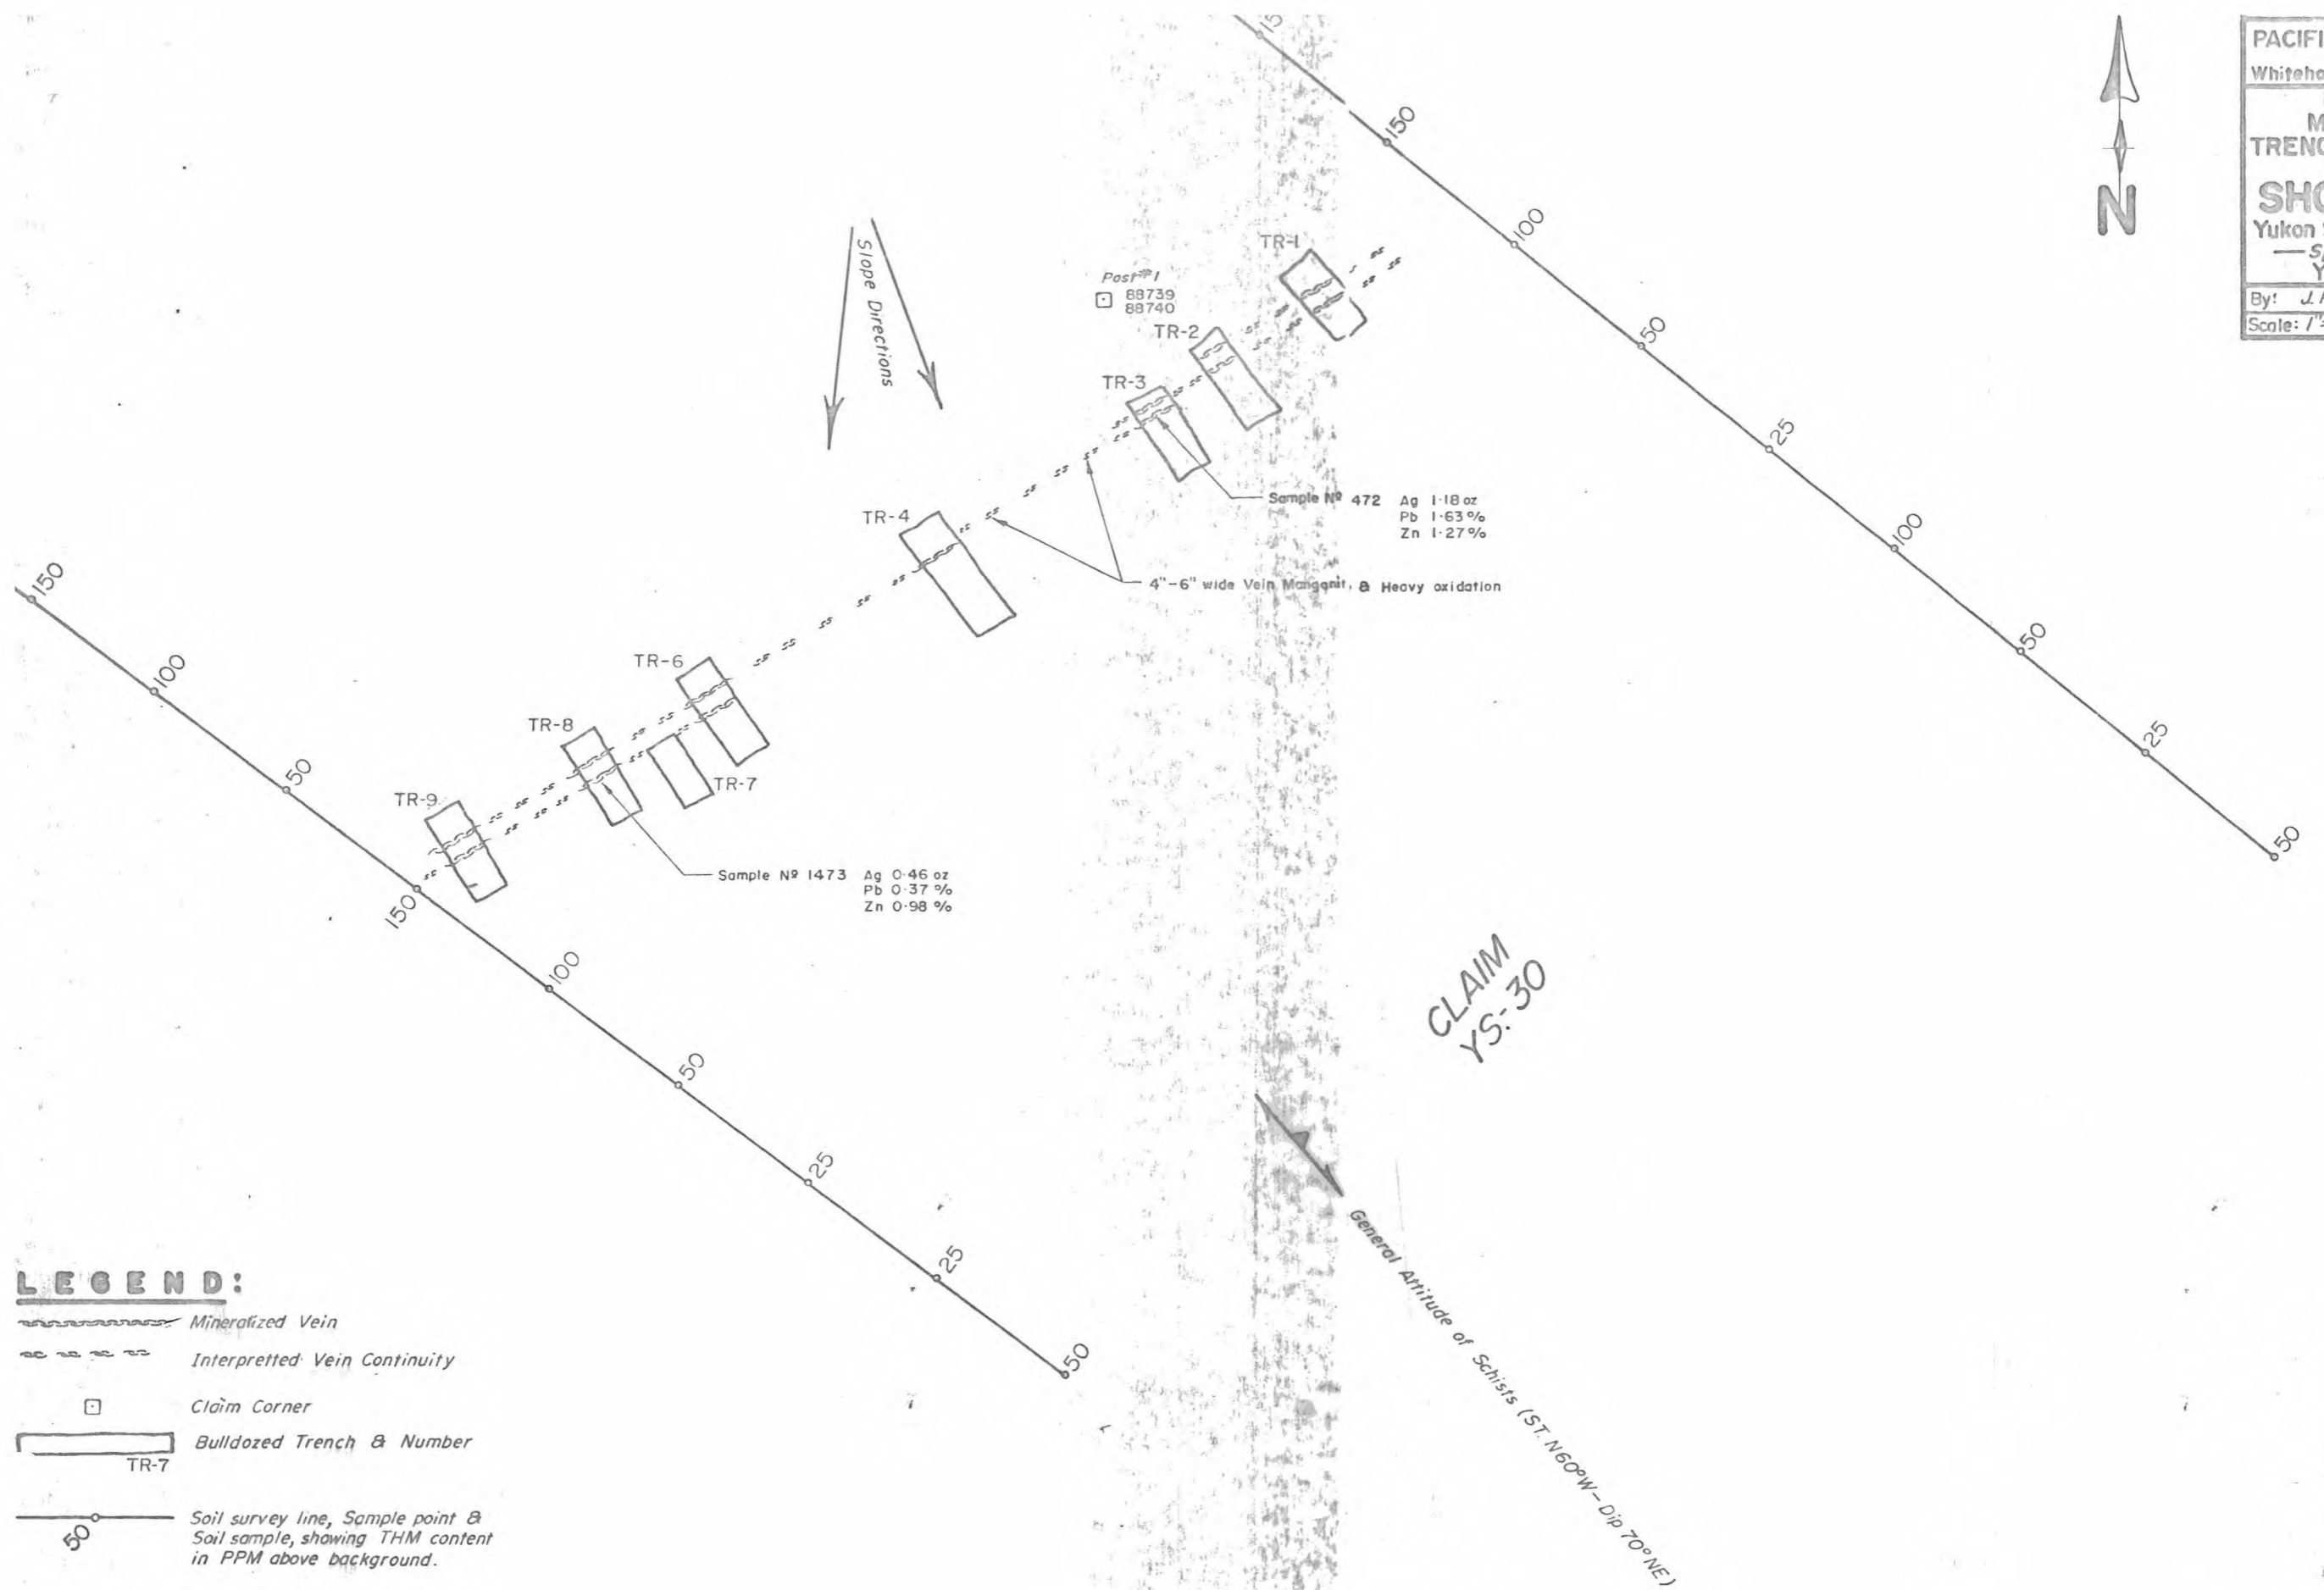 PACIFI
Whiteho
M
TRENC
SHO
Yukon
Y
By: J.
Scale: 1"=
N
150
150
100
50
25
100
50
25
50
Slope Directions
Post #1
88739
88740
TR-1
TR-2
TR-3
TR-4
TR-6
TR-8
TR-7
TR-9
Sample Nº 472 Ag 1·18 oz
Pb 1·63%
Zn 1·27%
4"-6" wide Vein Manganit. & Heavy oxidation
Sample Nº 1473 Ag 0·46 oz
Pb 0·37 %
Zn 0·98 %
150
100
50
150
100
50
25
25
50
CLAIM
YS.-30
General Attitude of Schists (ST. N60°W - Dip 70°NE)
LEGEND:
Mineralized Vein
Interpretted Vein Continuity
Claim Corner
Bulldozed Trench & Number
TR-7
50
Soil survey line, Sample point &
Soil sample, showing THM content
in PPM above background.